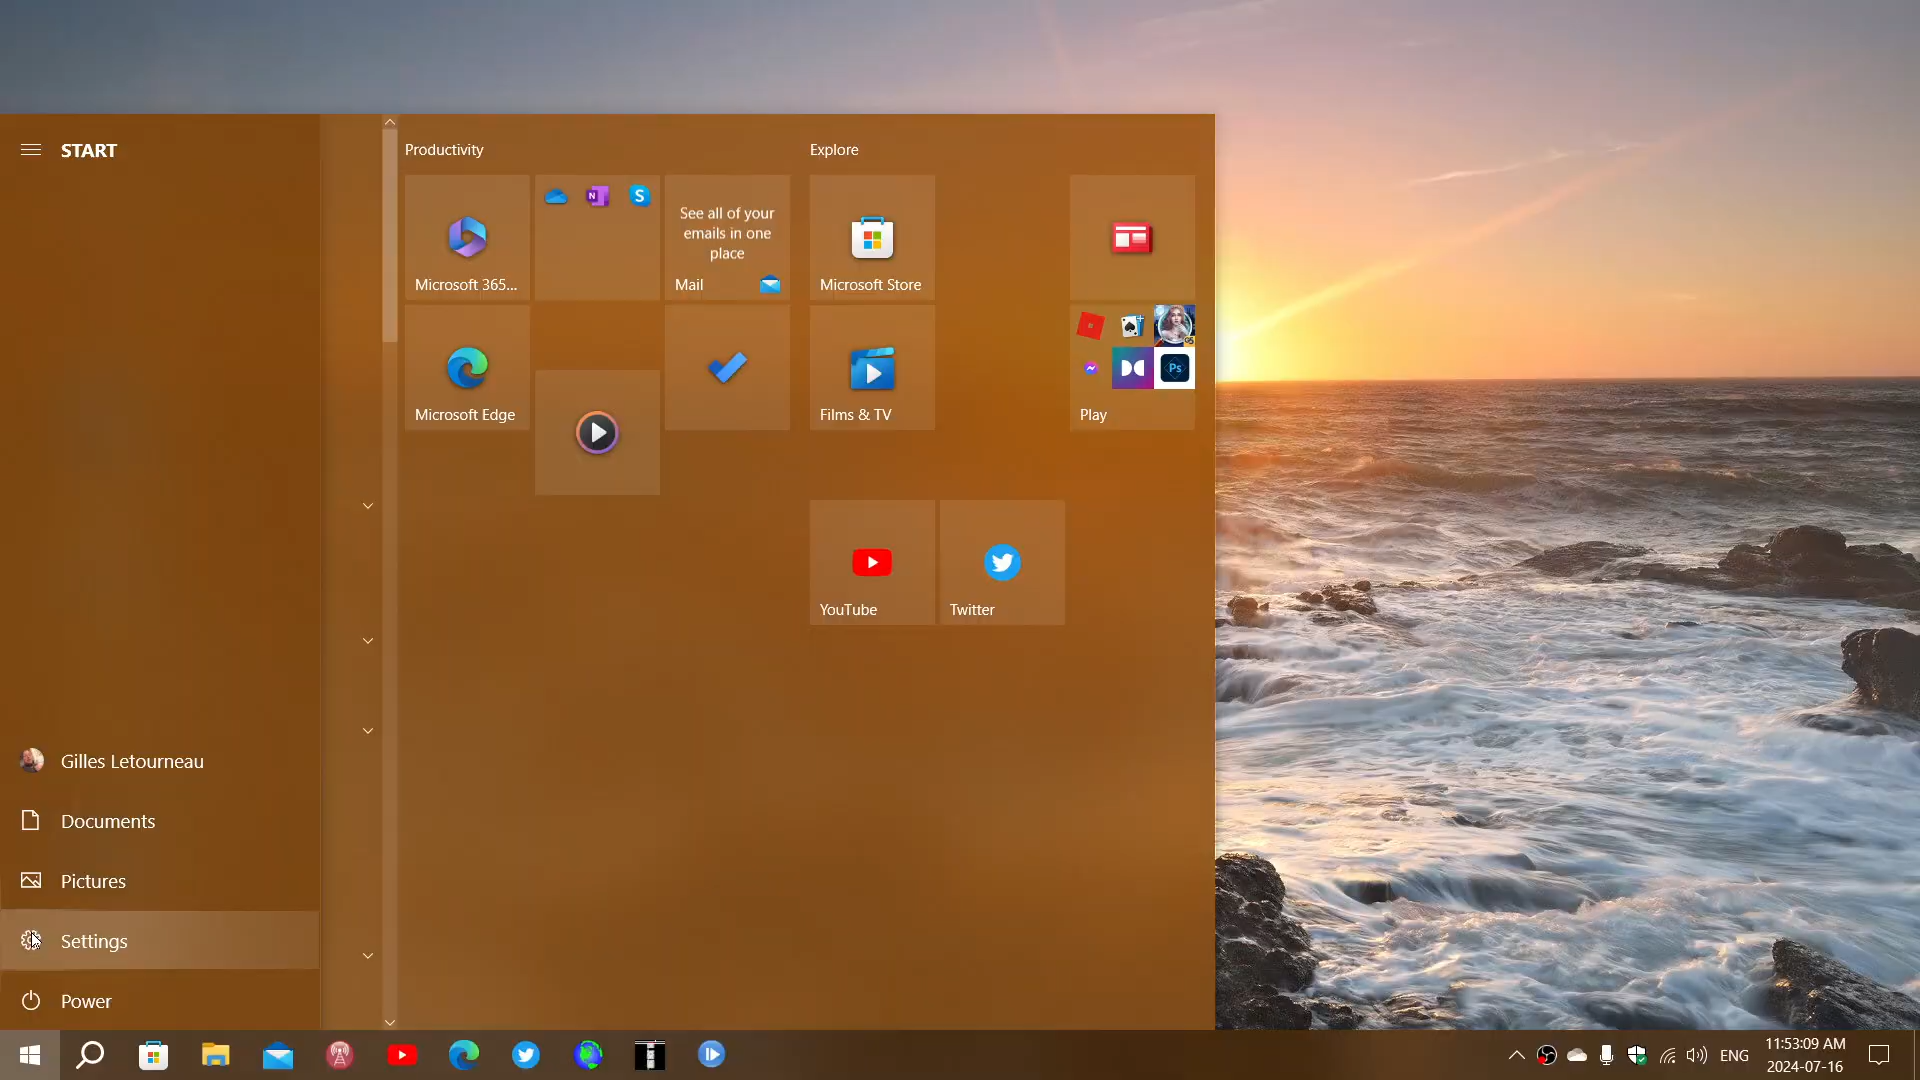 START
Productivity
Explore
See all of your
emails in one
place
Microsoft 365...
Mail
Microsoft Store
Microsoft Edge
Films & TV
Ps
Play
YouTube
Twitter
Gilles Letourneau
Documents
Pictures
Settings
Power
ENG
11:53:09 AM
2024-07-16